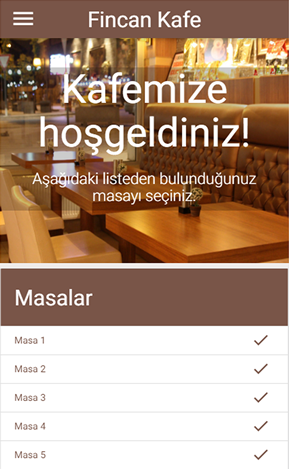 Fincan Kafe
Kafemize
hoşgeldiniz!
Aşağıdaki listeden bulunduğunuz
masayı seçiniz.
Masalar
Masa 1
Masa 2
Masa 3
Masa 4
Masa 5